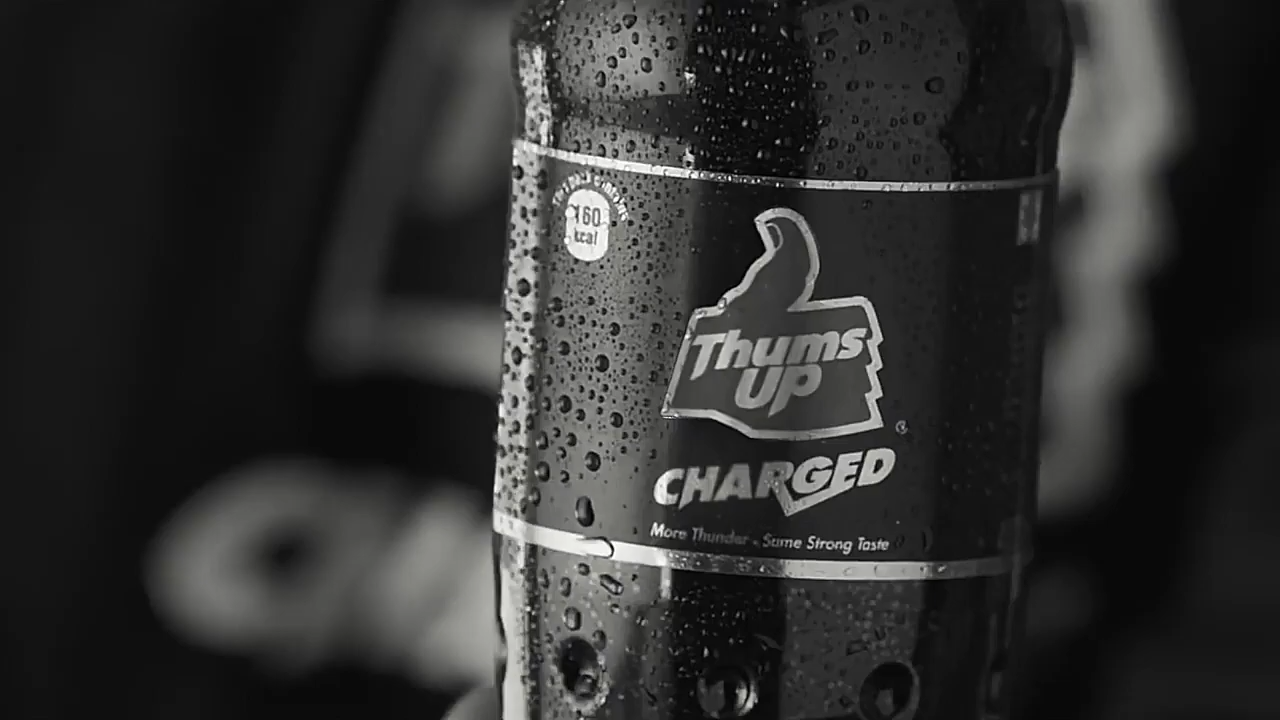 160
kcal
Thums
Up
®
CHARGED
More Thunder. Same Strong Taste